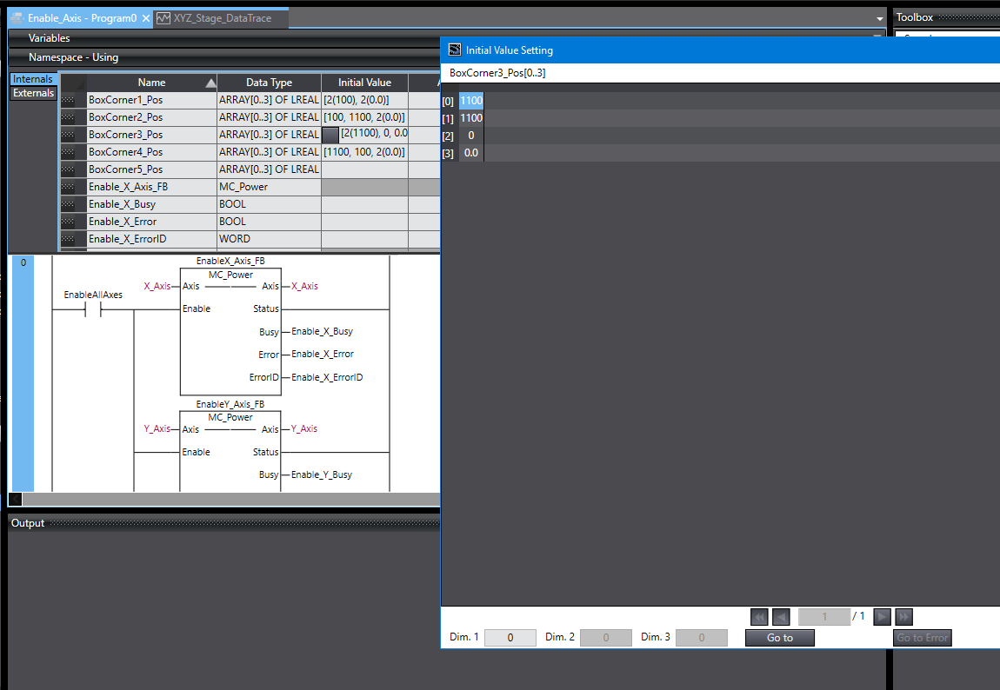 Enable_Axis - Program0 XYZ_Stage_DataTrace
Toolbox
Variables
Namespace - Using
Internals
Externals
Name Data Type Initial Value
BoxCorner1_Pos ARRAY[0..3] OF LREAL [2(100), 2(0.0)]
BoxCorner2_Pos ARRAY[0..3] OF LREAL [100, 1100, 2(0.0)]
BoxCorner3_Pos ARRAY[0..3] OF LREAL [2(1100), 0, 0.0
BoxCorner4_Pos ARRAY[0..3] OF LREAL [1100, 100, 2(0.0)]
BoxCorner5_Pos ARRAY[0..3] OF LREAL
Enable_X_Axis_FB MC_Power
Enable_X_Busy BOOL
Enable_X_Error BOOL
Enable_X_ErrorID WORD
0
EnableX_Axis_FB
MC_Power
X_Axis Axis Axis X_Axis
EnableAllAxes
Enable Status
Busy Enable_X_Busy
Error Enable_X_Error
ErrorID Enable_X_ErrorID
EnableY_Axis_FB
MC_Power
Y_Axis Axis Axis Y_Axis
Enable Status
Busy Enable_Y_Busy
Output
Initial Value Setting
BoxCorner3_Pos[0..3]
[0] 1100
[1] 1100
[2] 0
[3] 0.0
1 / 1
Dim. 1 0 Dim. 2 0 Dim. 3 0 Go to Go to Error